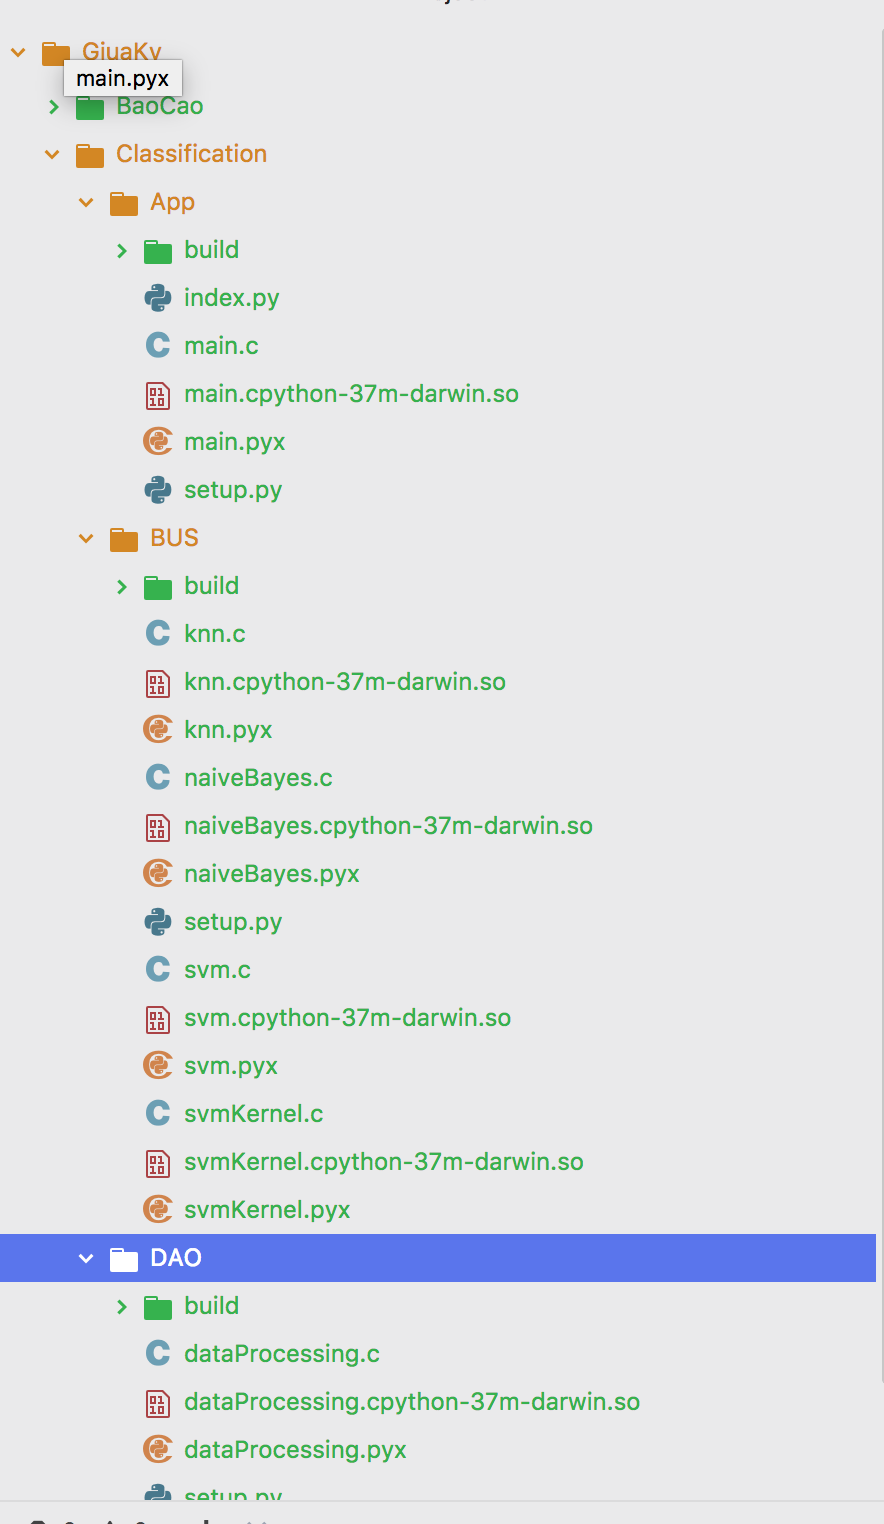 GiuaKy
main.pyx
BaoCao
Classification
App
build
index.py
main.c
main.cpython-37m-darwin.so
main.pyx
setup.py
BUS
build
knn.c
knn.cpython-37m-darwin.so
knn.pyx
naiveBayes.c
naiveBayes.cpython-37m-darwin.so
naiveBayes.pyx
setup.py
svm.c
svm.cpython-37m-darwin.so
svm.pyx
svmKernel.c
svmKernel.cpython-37m-darwin.so
svmKernel.pyx
DAO
build
dataProcessing.c
dataProcessing.cpython-37m-darwin.so
dataProcessing.pyx
setup.py